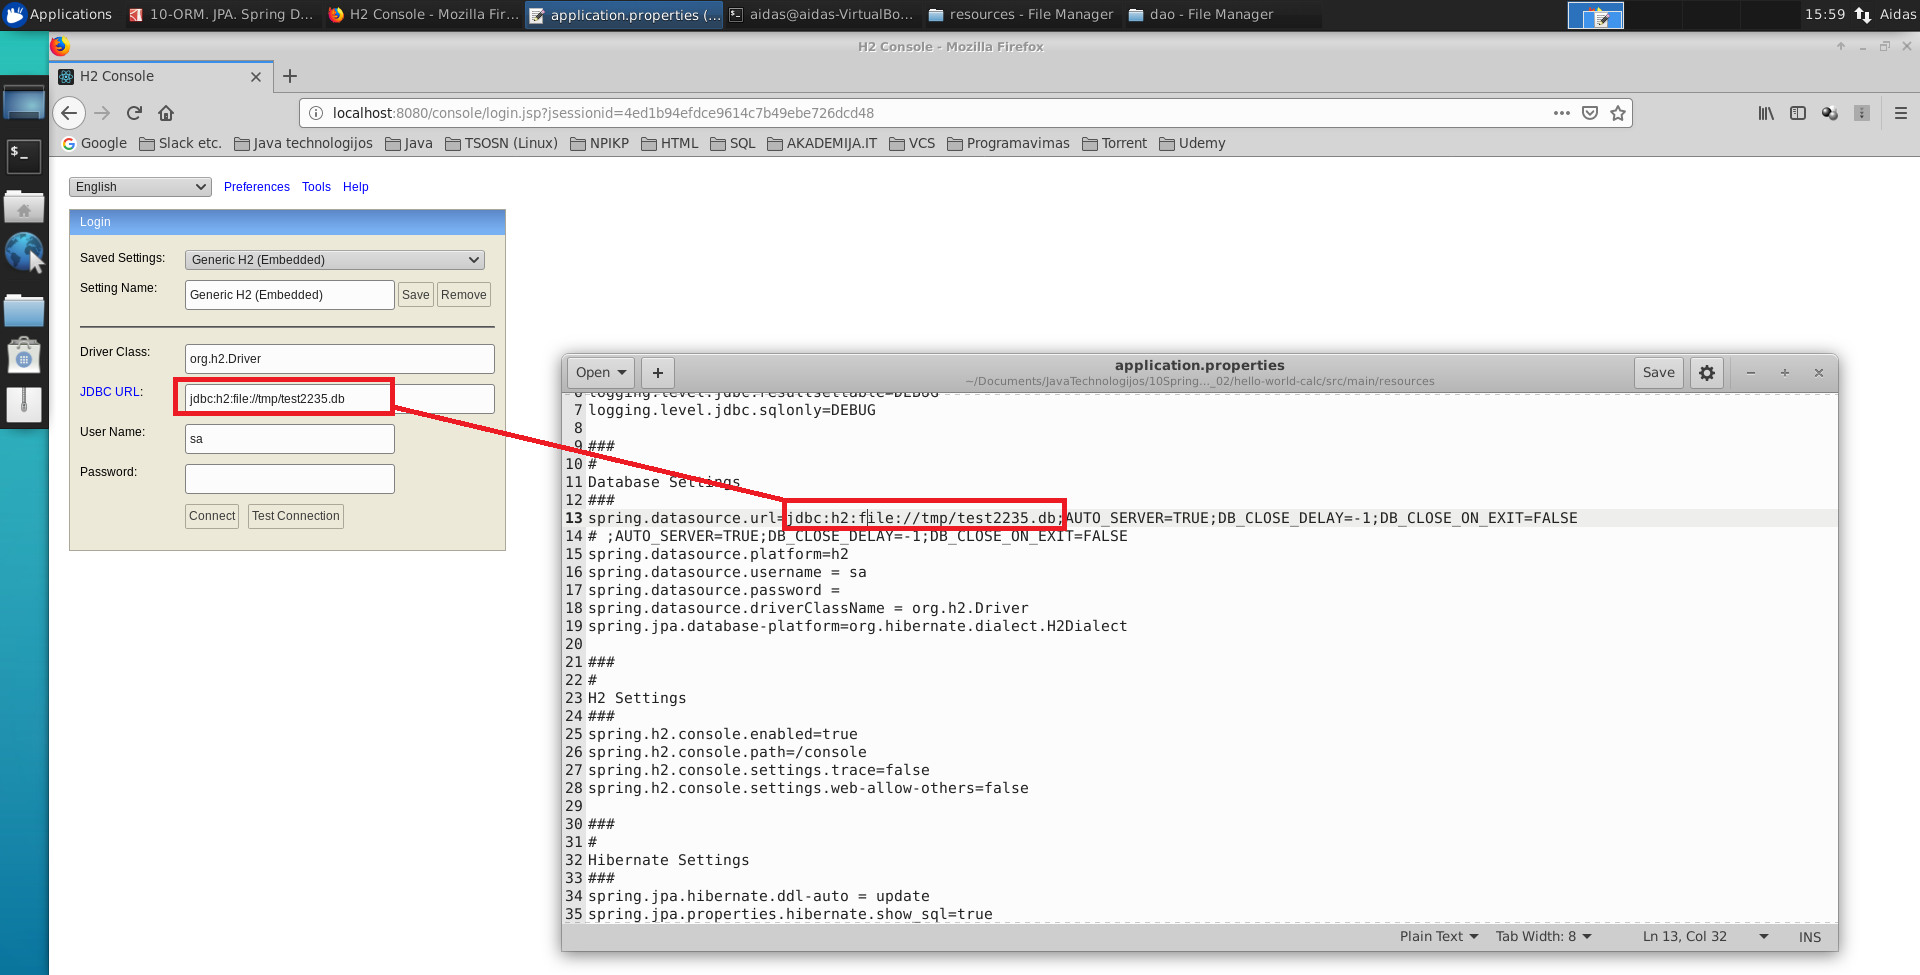 Applications
10-ORM. JPA. Spring D...
H2 Console - Mozilla Fir...
application.properties (...
aidas@aidas-VirtualBo...
resources - File Manager
dao - File Manager
15:59
Aidas
H2 Console - Mozilla Firefox
H2 Console
localhost:8080/console/login.jsp?jsessionid=4ed1b94efdce9614c7b49ebe726dcd48
Google
Slack etc.
Java technologijos
Java
TSOSN (Linux)
NPIKP
HTML
SQL
AKADEMIJA.IT
VCS
Programavimas
Torrent
Udemy
English
Preferences
Tools
Help
Login
Saved Settings:
Generic H2 (Embedded)
Setting Name:
Generic H2 (Embedded)
Save
Remove
Driver Class:
org.h2.Driver
JDBC URL:
jdbc:h2:file://tmp/test2235.db
User Name:
sa
Password:
Connect
Test Connection
Open
application.properties
~/Documents/JavaTechnologijos/10Spring..._02/hello-world-calc/src/main/resources
Save
6 logging.level.jdbc.resultsettable=DEBUG
7 logging.level.jdbc.sqlonly=DEBUG
8
9 ###
10 #
11 Database Settings
12 ###
13 spring.datasource.url=jdbc:h2:file://tmp/test2235.db;AUTO_SERVER=TRUE;DB_CLOSE_DELAY=-1;DB_CLOSE_ON_EXIT=FALSE
14 # ;AUTO_SERVER=TRUE;DB_CLOSE_DELAY=-1;DB_CLOSE_ON_EXIT=FALSE
15 spring.datasource.platform=h2
16 spring.datasource.username = sa
17 spring.datasource.password =
18 spring.datasource.driverClassName = org.h2.Driver
19 spring.jpa.database-platform=org.hibernate.dialect.H2Dialect
20
21 ###
22 #
23 H2 Settings
24 ###
25 spring.h2.console.enabled=true
26 spring.h2.console.path=/console
27 spring.h2.console.settings.trace=false
28 spring.h2.console.settings.web-allow-others=false
29
30 ###
31 #
32 Hibernate Settings
33 ###
34 spring.jpa.hibernate.ddl-auto = update
35 spring.jpa.properties.hibernate.show_sql=true
Plain Text
Tab Width: 8
Ln 13, Col 32
INS